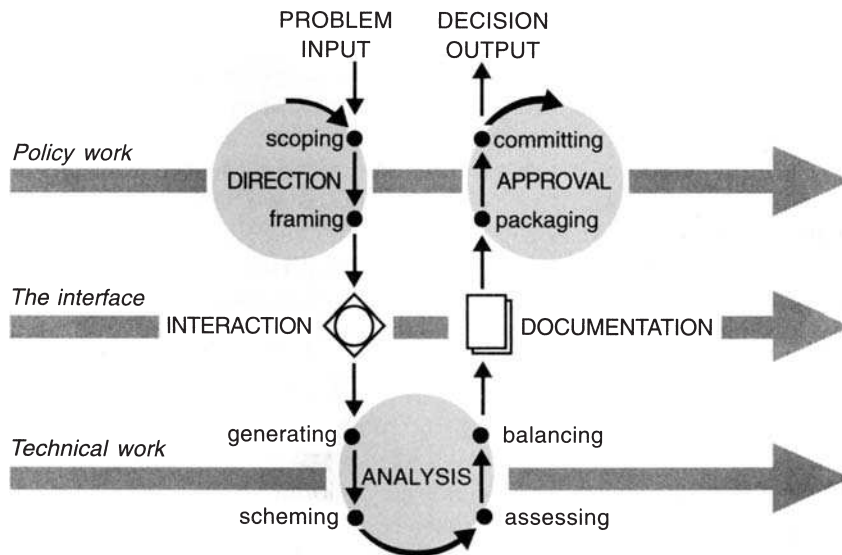 PROBLEM
INPUT
DECISION
OUTPUT
Policy work
scoping
committing
DIRECTION
APPROVAL
framing
packaging
The interface
INTERACTION
DOCUMENTATION
generating
balancing
Technical work
ANALYSIS
scheming
assessing